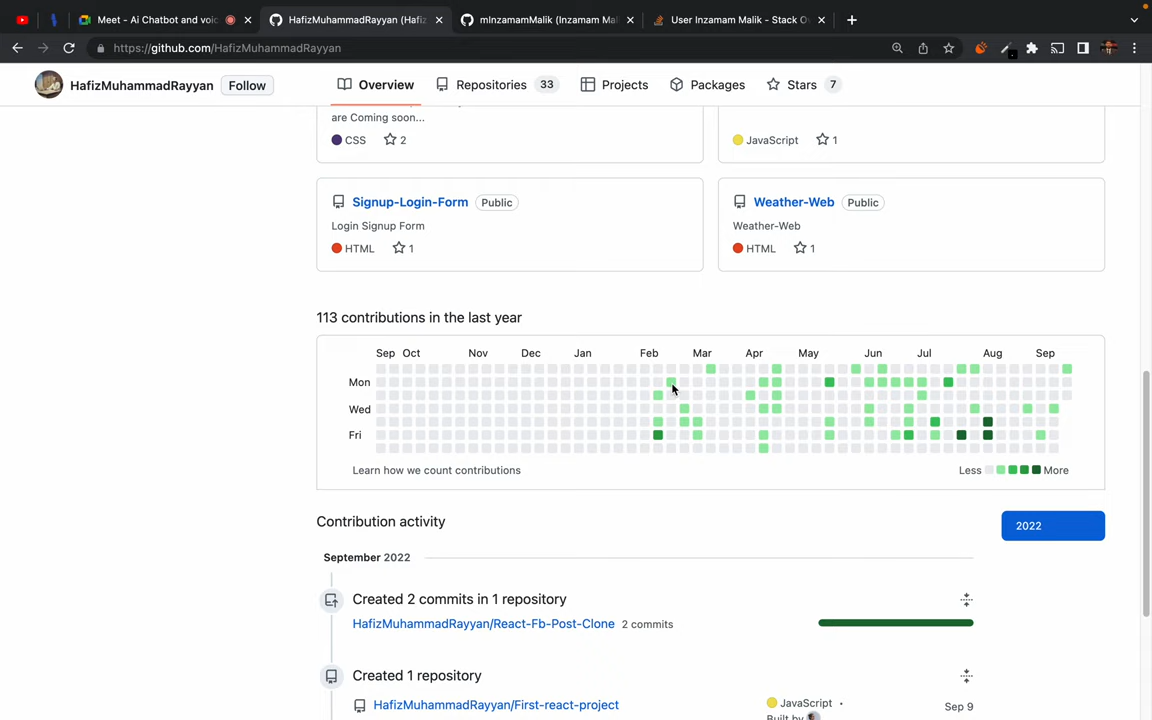 Meet - Ai Chatbot and voic
HafizMuhammadRayyan (Hafiz
mInzamamMalik (Inzamam Mal
User Inzamam Malik - Stack Ov
https://github.com/HafizMuhammadRayyan
HafizMuhammadRayyan
Follow
Overview
Repositories 33
Projects
Packages
Stars 7
are Coming soon...
CSS 2
JavaScript 1
Signup-Login-Form Public
Login Signup Form
HTML 1
Weather-Web Public
Weather-Web
HTML 1
113 contributions in the last year
Sep Oct Nov Dec Jan Feb Mar Apr May Jun Jul Aug Sep
Mon
Wed
Fri
Learn how we count contributions
Less More
Contribution activity
2022
September 2022
Created 2 commits in 1 repository
HafizMuhammadRayyan/React-Fb-Post-Clone 2 commits
Created 1 repository
HafizMuhammadRayyan/First-react-project
JavaScript •
Sep 9
Built by